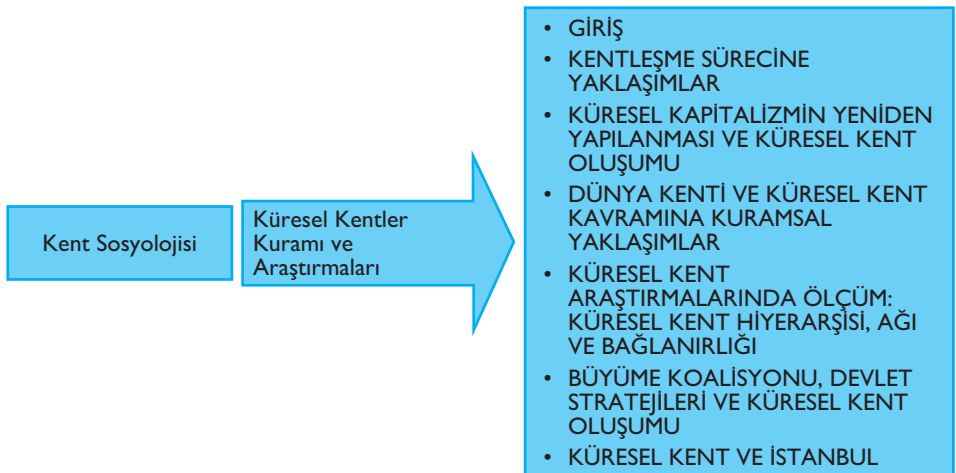 Kent Sosyolojisi
Küresel Kentler
Kuramı ve
Araştırmaları
• GİRİŞ
• KENTLEŞME SÜRECİNE
YAKLAŞIMLAR
• KÜRESEL KAPİTALİZMİN YENİDEN
YAPILANMASI VE KÜRESEL KENT
OLUŞUMU
• DÜNYA KENTİ VE KÜRESEL KENT
KAVRAMINA KURAMSAL
YAKLAŞIMLAR
• KÜRESEL KENT
ARAŞTIRMALARINDA ÖLÇÜM:
KÜRESEL KENT HİYERARŞİSİ, AĞI
VE BAĞLANIRLIĞI
• BÜYÜME KOALİSYONU, DEVLET
STRATEJİLERİ VE KÜRESEL KENT
OLUŞUMU
• KÜRESEL KENT VE İSTANBUL